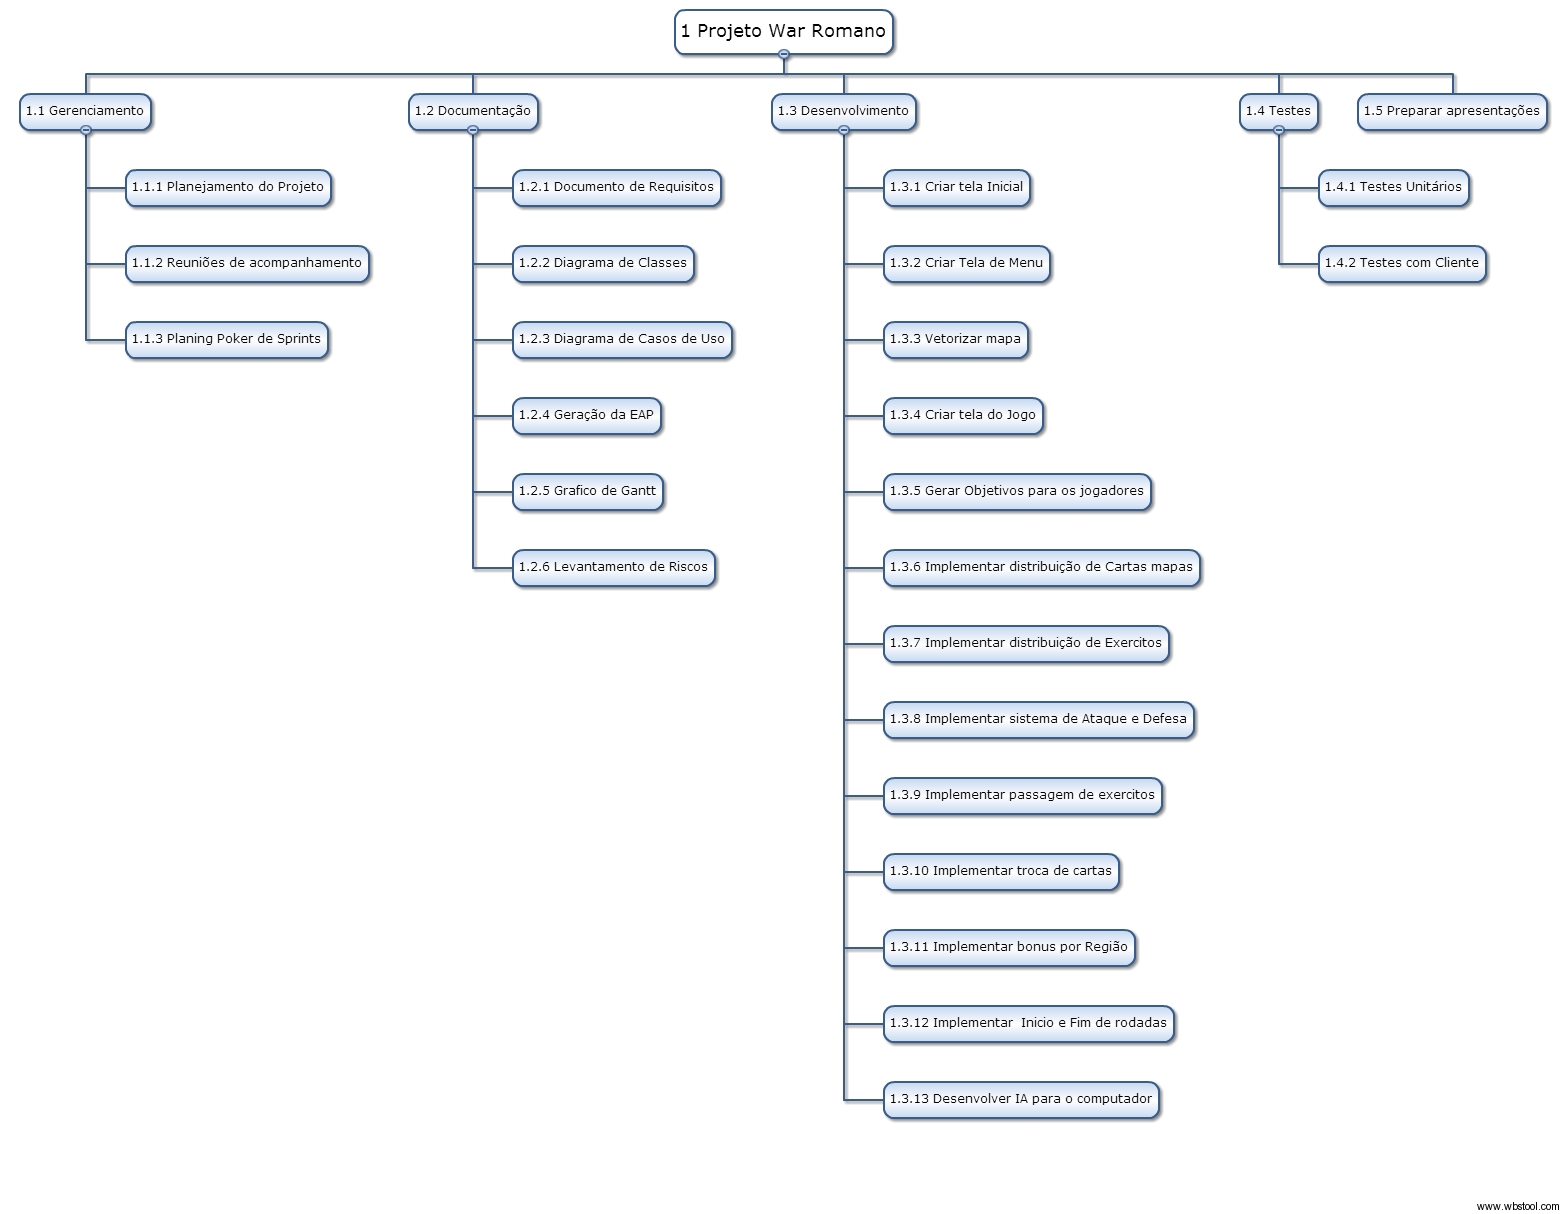 1 Projeto War Romano
1.1 Gerenciamento
1.1.1 Planejamento do Projeto
1.1.2 Reuniões de acompanhamento
1.1.3 Planing Poker de Sprints
1.2 Documentação
1.2.1 Documento de Requisitos
1.2.2 Diagrama de Classes
1.2.3 Diagrama de Casos de Uso
1.2.4 Geração da EAP
1.2.5 Grafico de Gantt
1.2.6 Levantamento de Riscos
1.3 Desenvolvimento
1.3.1 Criar tela Inicial
1.3.2 Criar Tela de Menu
1.3.3 Vetorizar mapa
1.3.4 Criar tela do Jogo
1.3.5 Gerar Objetivos para os jogadores
1.3.6 Implementar distribuição de Cartas mapas
1.3.7 Implementar distribuição de Exercitos
1.3.8 Implementar sistema de Ataque e Defesa
1.3.9 Implementar passagem de exercitos
1.3.10 Implementar troca de cartas
1.3.11 Implementar bonus por Região
1.3.12 Implementar  Inicio e Fim de rodadas
1.3.13 Desenvolver IA para o computador
1.4 Testes
1.4.1 Testes Unitários
1.4.2 Testes com Cliente
1.5 Preparar apresentações
www.wbstool.com